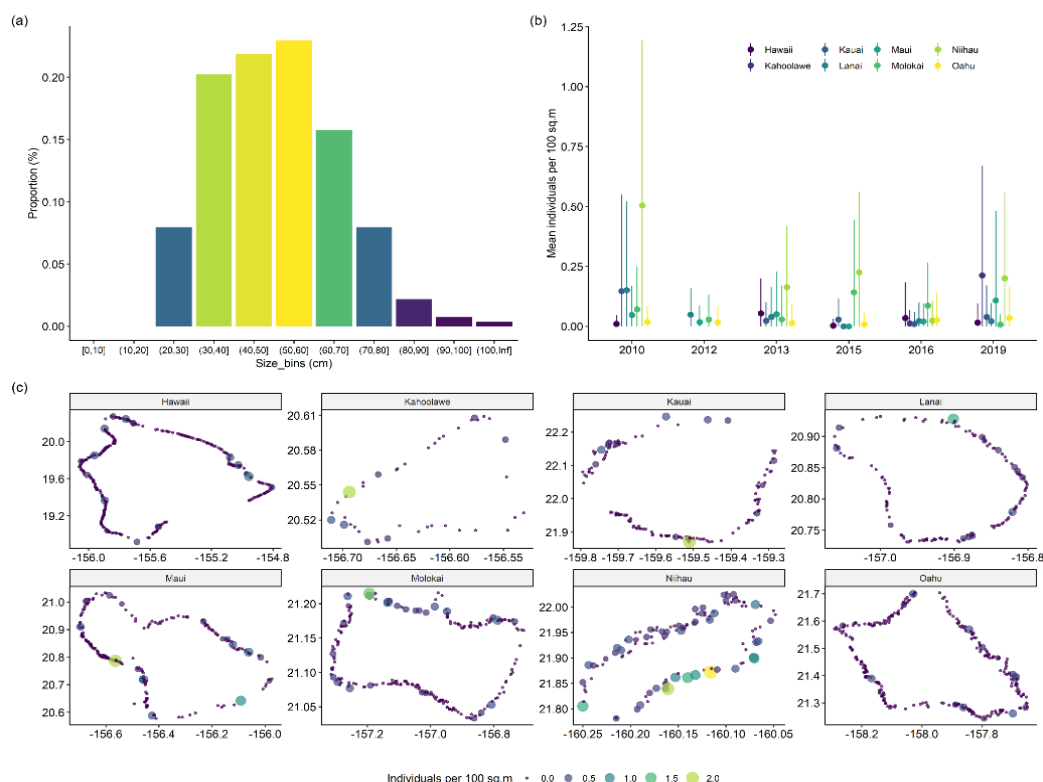 (a)
Proportion (%)
0.20
0.15
0.10
0.05
0.00
[0,10] (10,20] (20,30] (30,40] (40,50] (50,60] (60,70] (70,80] (80,90] (90,100] (100,Inf]
Size_bins (cm)
(b)
Mean individuals per 100 sq.m
1.25
1.00
0.75
0.50
0.25
0.00
Hawaii Kauai Maui Niihau
Kahoolawe Lanai Molokai Oahu
2010 2012 2013 2015 2016 2019
(c)
Hawaii
20.0
19.6
19.2
-156.0 -155.6 -155.2 -154.8
Kahoolawe
20.61
20.58
20.55
20.52
-156.70 -156.65 -156.60 -156.55
Kauai
22.2
22.1
22.0
21.9
-159.8 -159.7 -159.6 -159.5 -159.4 -159.3
Lanai
20.90
20.85
20.80
20.75
-157.0 -156.9 -156.8
Maui
21.0
20.9
20.8
20.7
20.6
-156.6 -156.4 -156.2 -156.0
Molokai
21.20
21.15
21.10
21.05
-157.2 -157.0 -156.8
Niihau
22.00
21.95
21.90
21.85
21.80
-160.25 -160.20 -160.15 -160.10 -160.05
Oahu
21.7
21.6
21.5
21.4
21.3
-158.2 -158.0 -157.8
Individuals per 100 sq.m 0.0 0.5 1.0 1.5 2.0